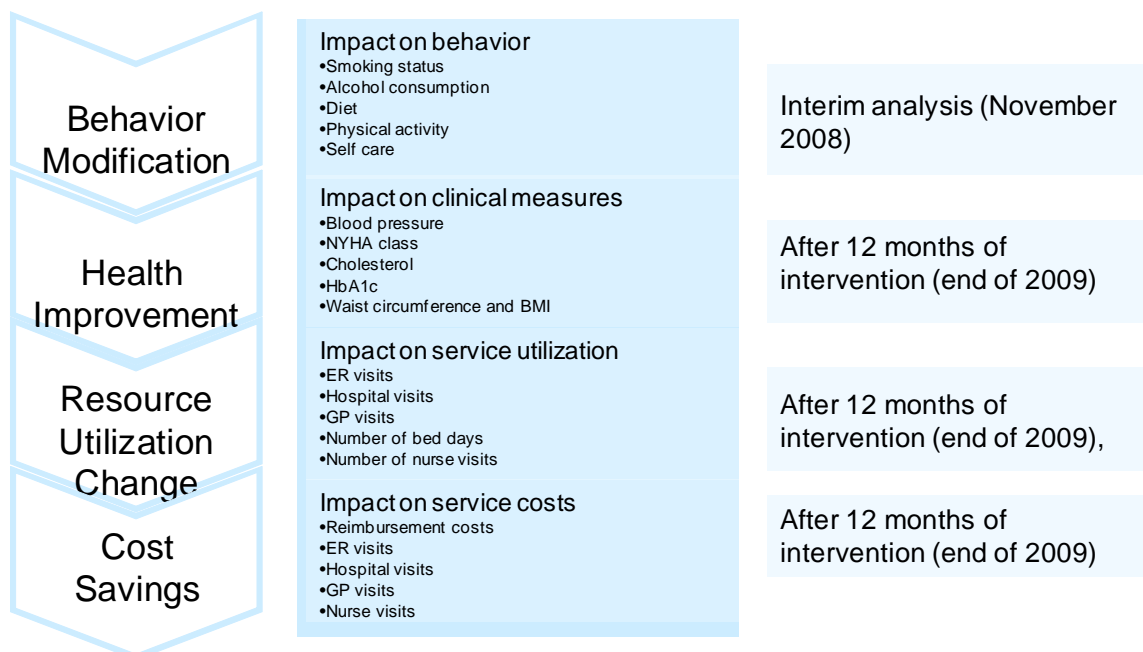 Behavior
Modification
Impact on behavior
•Smoking status
•Alcohol consumption
•Diet
•Physical activity
•Self care
Interim analysis (November
2008)
Health
Improvement
Impact on clinical measures
•Blood pressure
•NYHA class
•Cholesterol
•HbA1c
•Waist circumference and BMI
After 12 months of
intervention (end of 2009)
Resource
Utilization
Change
Impact on service utilization
•ER visits
•Hospital visits
•GP visits
•Number of bed days
•Number of nurse visits
After 12 months of
intervention (end of 2009),
Cost
Savings
Impact on service costs
•Reimbursement costs
•ER visits
•Hospital visits
•GP visits
•Nurse visits
After 12 months of
intervention (end of 2009)